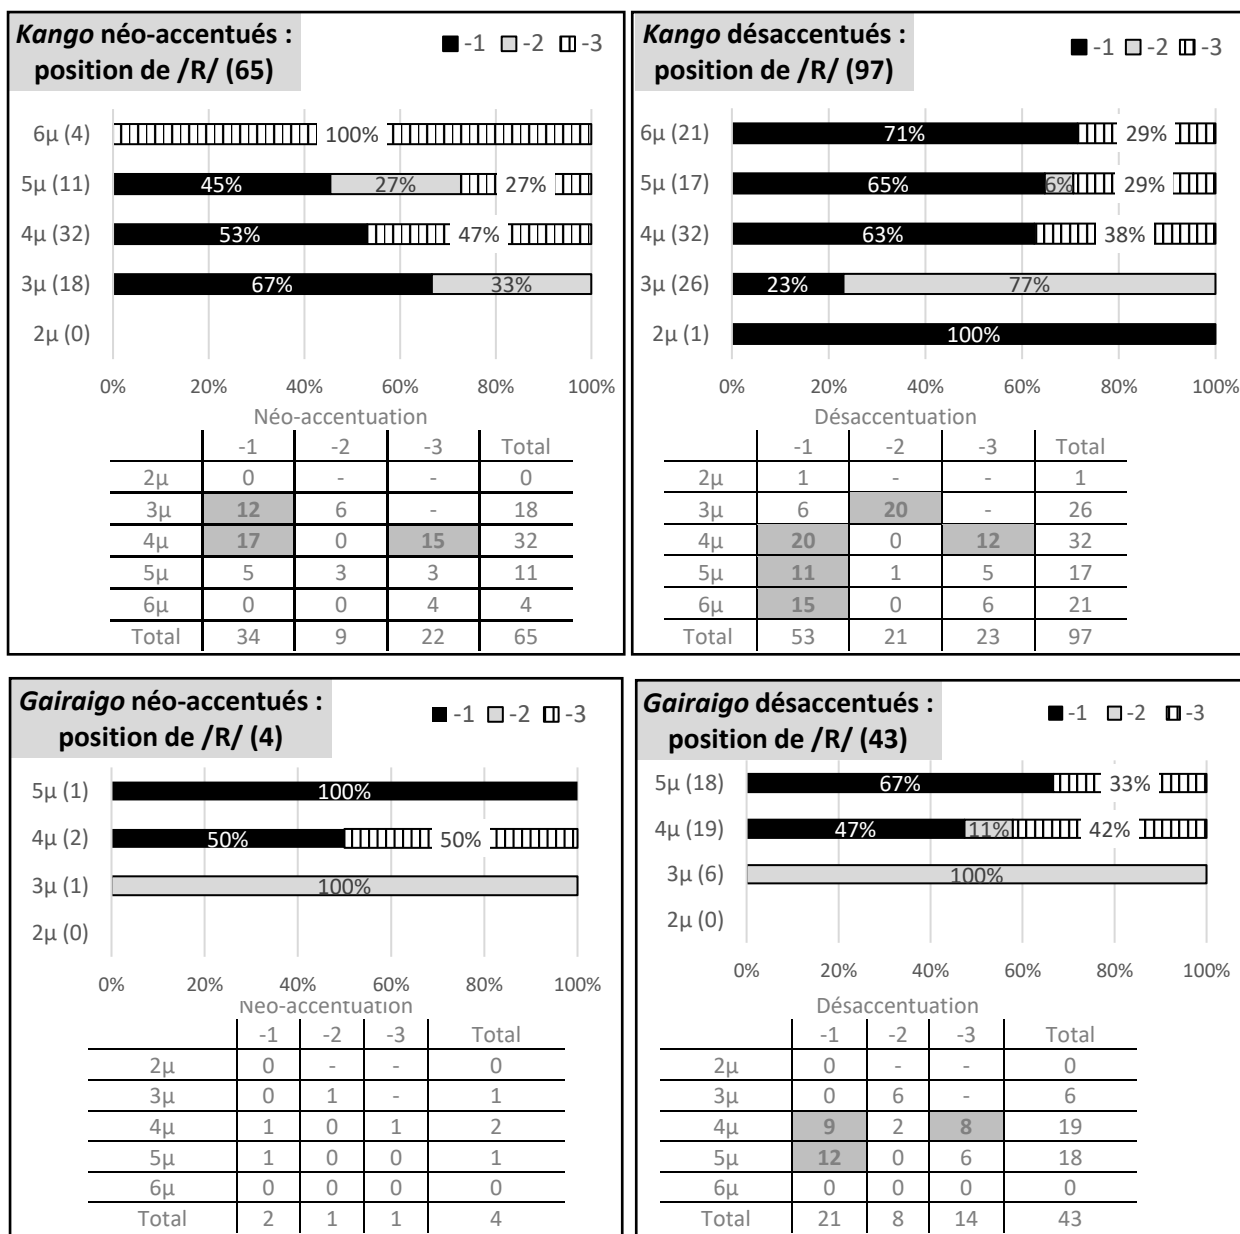 Kango néo-accentués :
position de /R/ (65)
-1 -2 -3
6μ (4) 100%
5μ (11) 45% 27% 27%
4μ (32) 53% 47%
3μ (18) 67% 33%
2μ (0)
0% 20% 40% 60% 80% 100%
Néo-accentuation
-1 -2 -3 Total
2μ 0 - - 0
3μ 12 6 - 18
4μ 17 0 15 32
5μ 5 3 3 11
6μ 0 0 4 4
Total 34 9 22 65
Kango désaccentués :
position de /R/ (97)
-1 -2 -3
6μ (21) 71% 29%
5μ (17) 65% 6% 29%
4μ (32) 63% 38%
3μ (26) 23% 77%
2μ (1) 100%
0% 20% 40% 60% 80% 100%
Désaccentuation
-1 -2 -3 Total
2μ 1 - - 1
3μ 6 20 - 26
4μ 20 0 12 32
5μ 11 1 5 17
6μ 15 0 6 21
Total 53 21 23 97
Gairaigo néo-accentués :
position de /R/ (4)
-1 -2 -3
5μ (1) 100%
4μ (2) 50% 50%
3μ (1) 100%
2μ (0)
0% 20% 40% 60% 80% 100%
Néo-accentuation
-1 -2 -3 Total
2μ 0 - - 0
3μ 0 1 - 1
4μ 1 0 1 2
5μ 1 0 0 1
6μ 0 0 0 0
Total 2 1 1 4
Gairaigo désaccentués :
position de /R/ (43)
-1 -2 -3
5μ (18) 67% 33%
4μ (19) 47% 11% 42%
3μ (6) 100%
2μ (0)
0% 20% 40% 60% 80% 100%
Désaccentuation
-1 -2 -3 Total
2μ 0 - - 0
3μ 0 6 - 6
4μ 9 2 8 19
5μ 12 0 6 18
6μ 0 0 0 0
Total 21 8 14 43